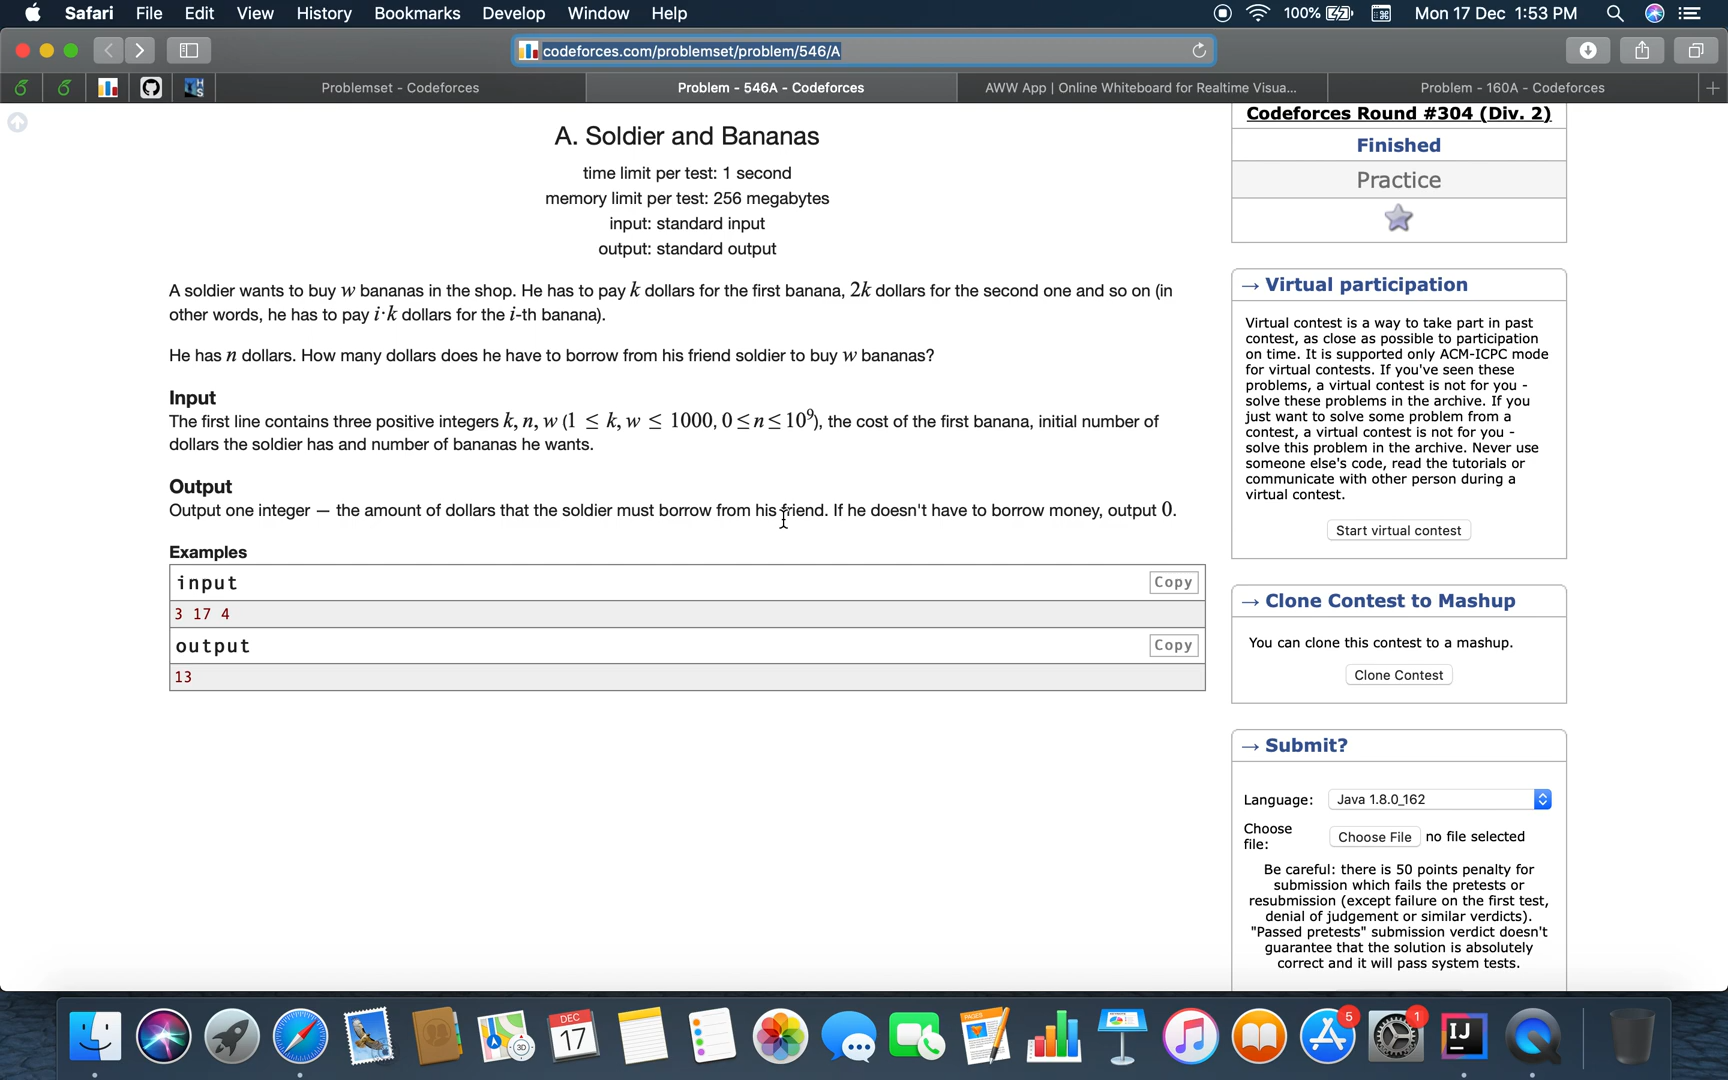 Safari File Edit View History Bookmarks Develop Window Help 100% Mon 17 Dec 1:53 PM
codeforces.com/problemset/problem/546/A
Problemset - Codeforces Problem - 546A - Codeforces AWW App | Online Whiteboard for Realtime Visua... Problem - 160A - Codeforces
A. Soldier and Bananas
time limit per test: 1 second
memory limit per test: 256 megabytes
input: standard input
output: standard output
A soldier wants to buy w bananas in the shop. He has to pay k dollars for the first banana, 2k dollars for the second one and so on (in
other words, he has to pay i·k dollars for the i-th banana).
He has n dollars. How many dollars does he have to borrow from his friend soldier to buy w bananas?
Input
The first line contains three positive integers k, n, w (1 ≤ k, w ≤ 1000, 0 ≤ n ≤ 10⁹), the cost of the first banana, initial number of
dollars the soldier has and number of bananas he wants.
Output
Output one integer — the amount of dollars that the soldier must borrow from his friend. If he doesn't have to borrow money, output 0.
Examples
input Copy
3 17 4
output Copy
13
Codeforces Round #304 (Div. 2)
Finished
Practice
→ Virtual participation
Virtual contest is a way to take part in past
contest, as close as possible to participation
on time. It is supported only ACM-ICPC mode
for virtual contests. If you've seen these
problems, a virtual contest is not for you -
solve these problems in the archive. If you
just want to solve some problem from a
contest, a virtual contest is not for you -
solve this problem in the archive. Never use
someone else's code, read the tutorials or
communicate with other person during a
virtual contest.
Start virtual contest
→ Clone Contest to Mashup
You can clone this contest to a mashup.
Clone Contest
→ Submit?
Language: Java 1.8.0_162
Choose
file: Choose File no file selected
Be careful: there is 50 points penalty for
submission which fails the pretests or
resubmission (except failure on the first test,
denial of judgement or similar verdicts).
"Passed pretests" submission verdict doesn't
guarantee that the solution is absolutely
correct and it will pass system tests.
DEC
17
3D
5
1
IJ